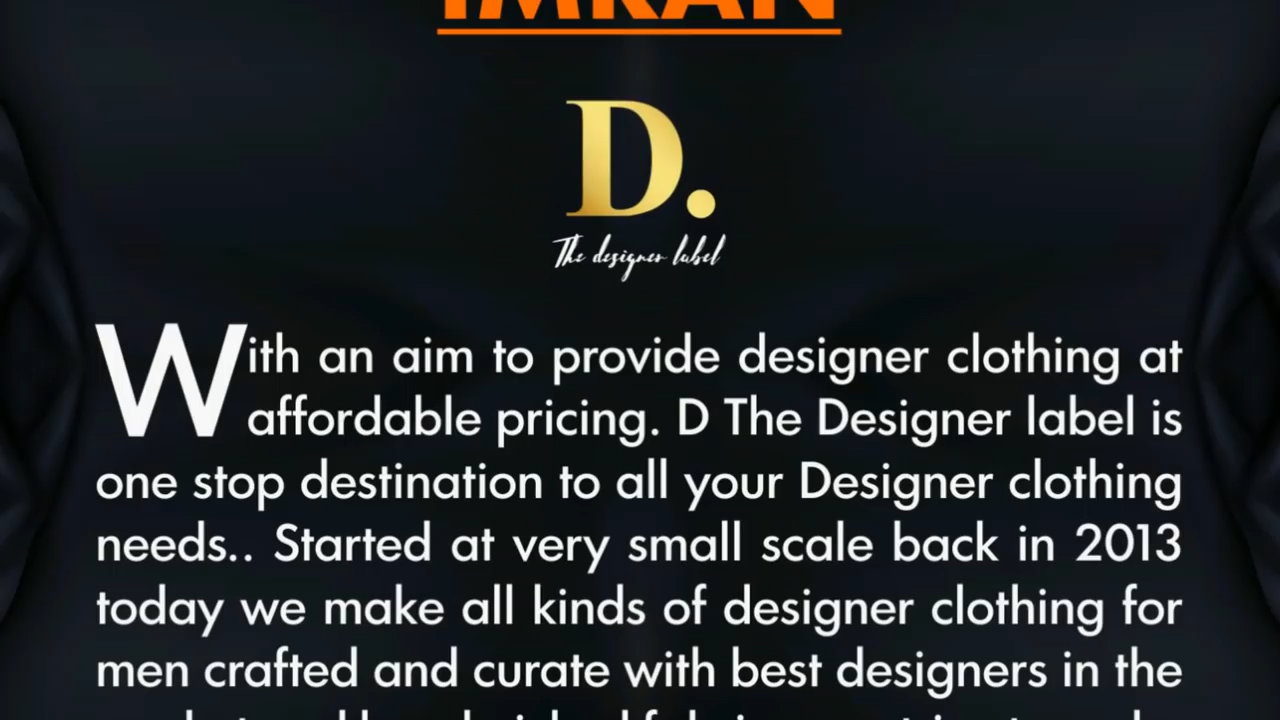 IMRAN
D.
The designer label
With an aim to provide designer clothing at
affordable pricing. D The Designer label is
one stop destination to all your Designer clothing
needs.. Started at very small scale back in 2013
today we make all kinds of designer clothing for
men crafted and curate with best designers in the